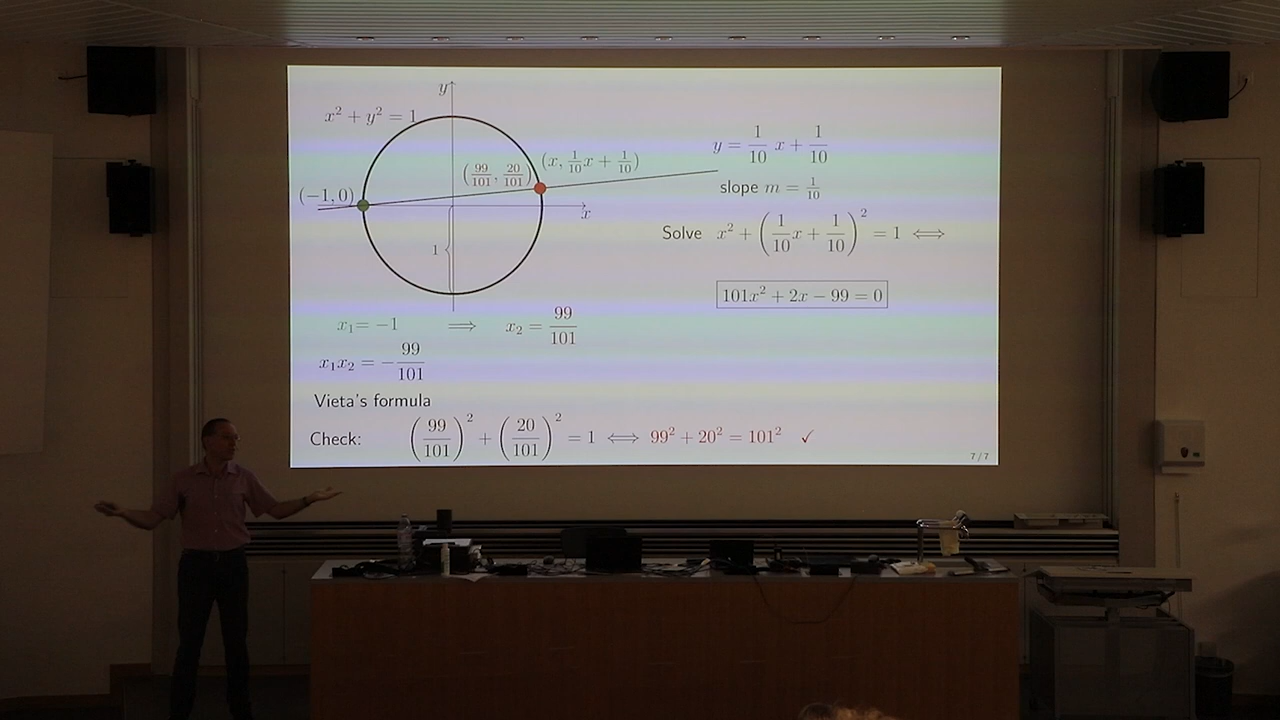 y
x² + y² = 1
y = 1/10 x + 1/10
(99/101, 20/101) (x, 1/10 x + 1/10)
slope m = 1/10
(−1, 0)
x
Solve x² + (1/10 x + 1/10)² = 1 ⟺
1
101x² + 2x − 99 = 0
x₁ = −1 ⟹ x₂ = 99/101
x₁x₂ = −99/101
Vieta's formula
Check: (99/101)² + (20/101)² = 1 ⟺ 99² + 20² = 101² ✓
7 / 7